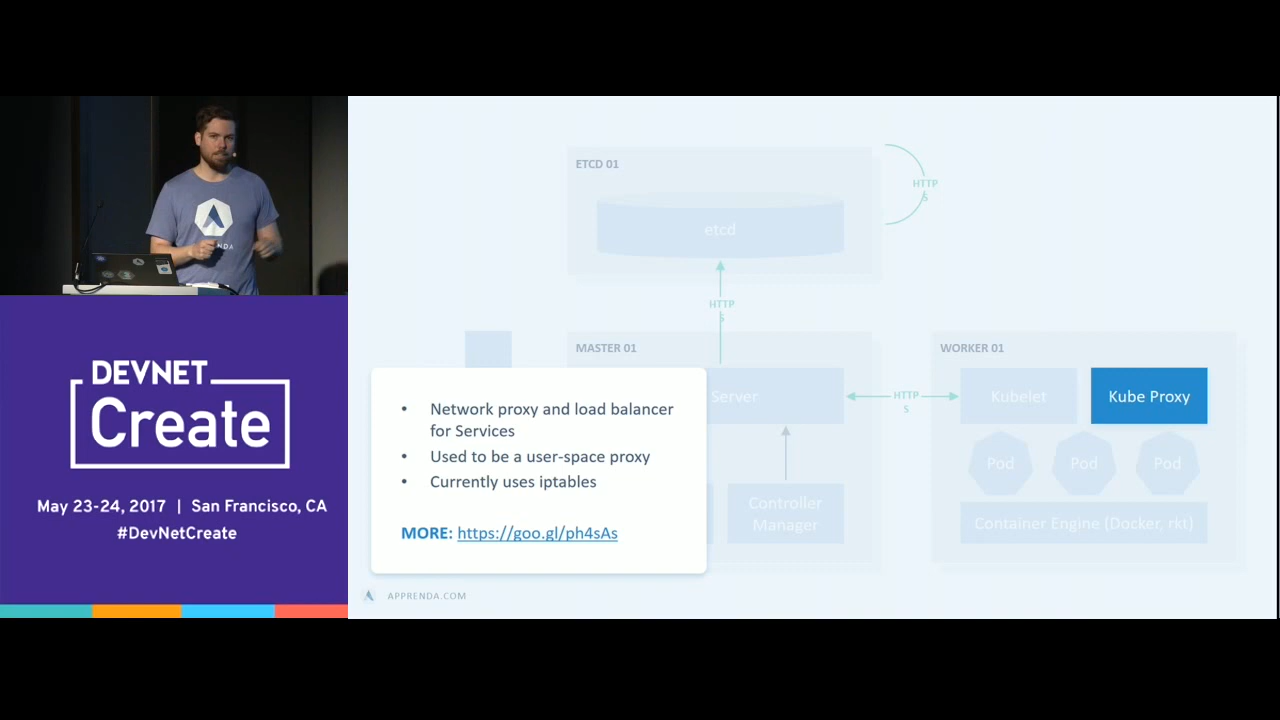 ETCD 01
etcd
HTTP
S
HTTP
S
MASTER 01
Server
HTTP
S
Controller
Manager
WORKER 01
Kubelet
Kube Proxy
Pod
Pod
Pod
Container Engine (Docker, rkt)
• Network proxy and load balancer
for Services
• Used to be a user-space proxy
• Currently uses iptables
MORE: https://goo.gl/ph4sAs
APPRENDA.COM
DEVNET
Create
May 23-24, 2017 | San Francisco, CA
#DevNetCreate